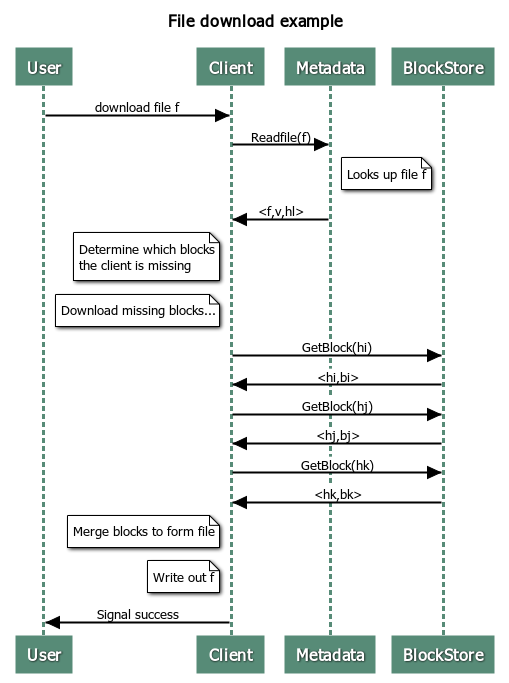 File download example
User
Client
Metadata
BlockStore
download file f
Readfile(f)
Looks up file f
<f,v,hl>
Determine which blocks
the client is missing
Download missing blocks...
GetBlock(hi)
<hi,bi>
GetBlock(hj)
<hj,bj>
GetBlock(hk)
<hk,bk>
Merge blocks to form file
Write out f
Signal success
User
Client
Metadata
BlockStore